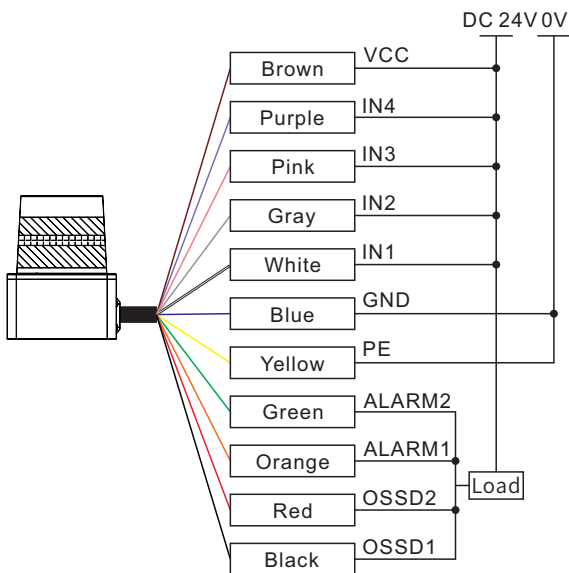 DC 24V 0V
Brown VCC
Purple IN4
Pink IN3
Gray IN2
White IN1
Blue GND
Yellow PE
Green ALARM2
Orange ALARM1
Load
Red OSSD2
Black OSSD1